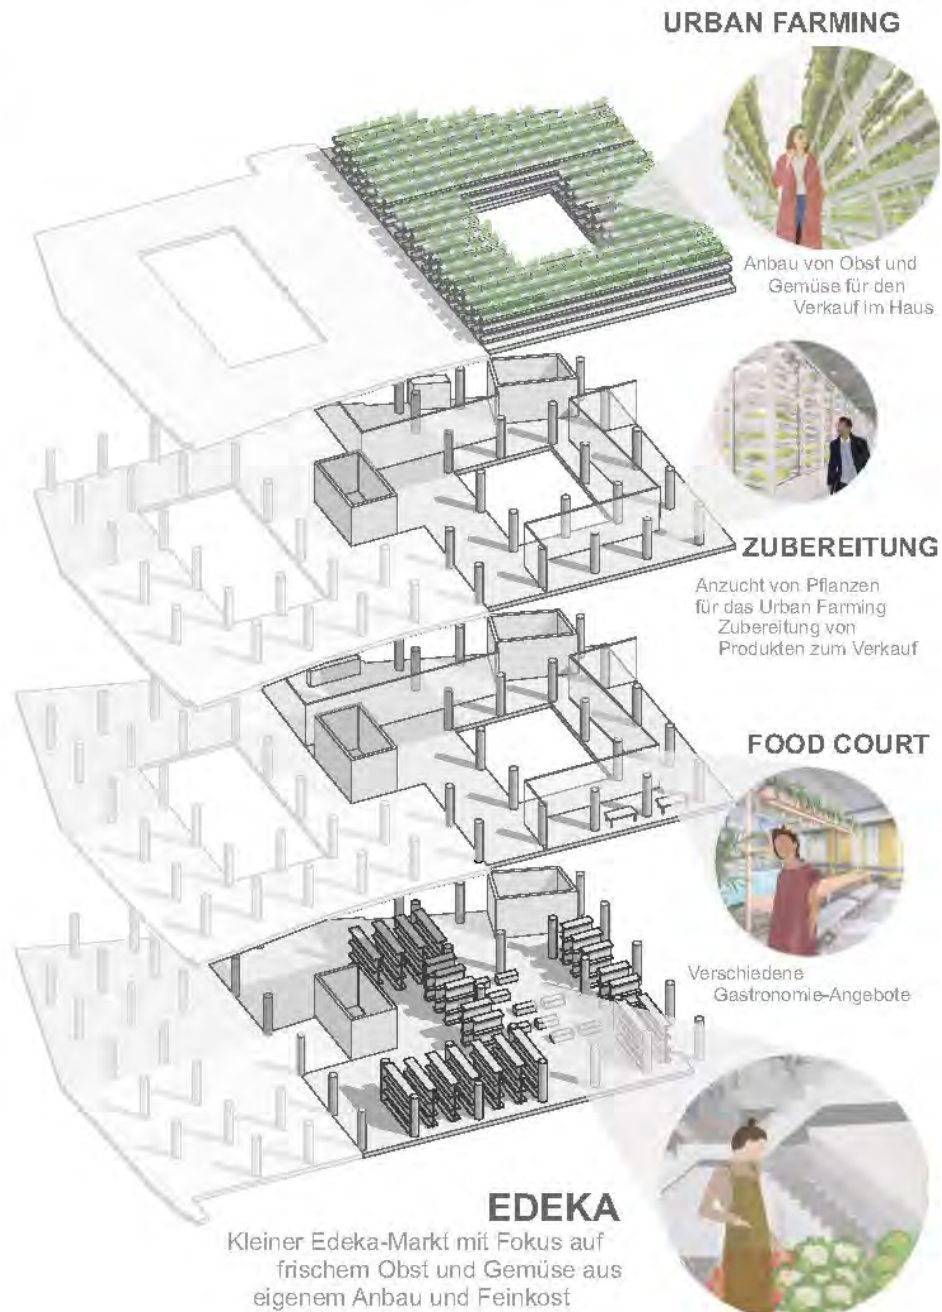 URBAN FARMING
Anbau von Obst und
Gemüse für den
Verkauf im Haus
ZUBEREITUNG
Anzucht von Pflanzen
für das Urban Farming
Zubereitung von
Produkten zum Verkauf
FOOD COURT
Verschiedene
Gastronomie-Angebote
EDEKA
Kleiner Edeka-Markt mit Fokus auf
frischem Obst und Gemüse aus
eigenem Anbau und Feinkost